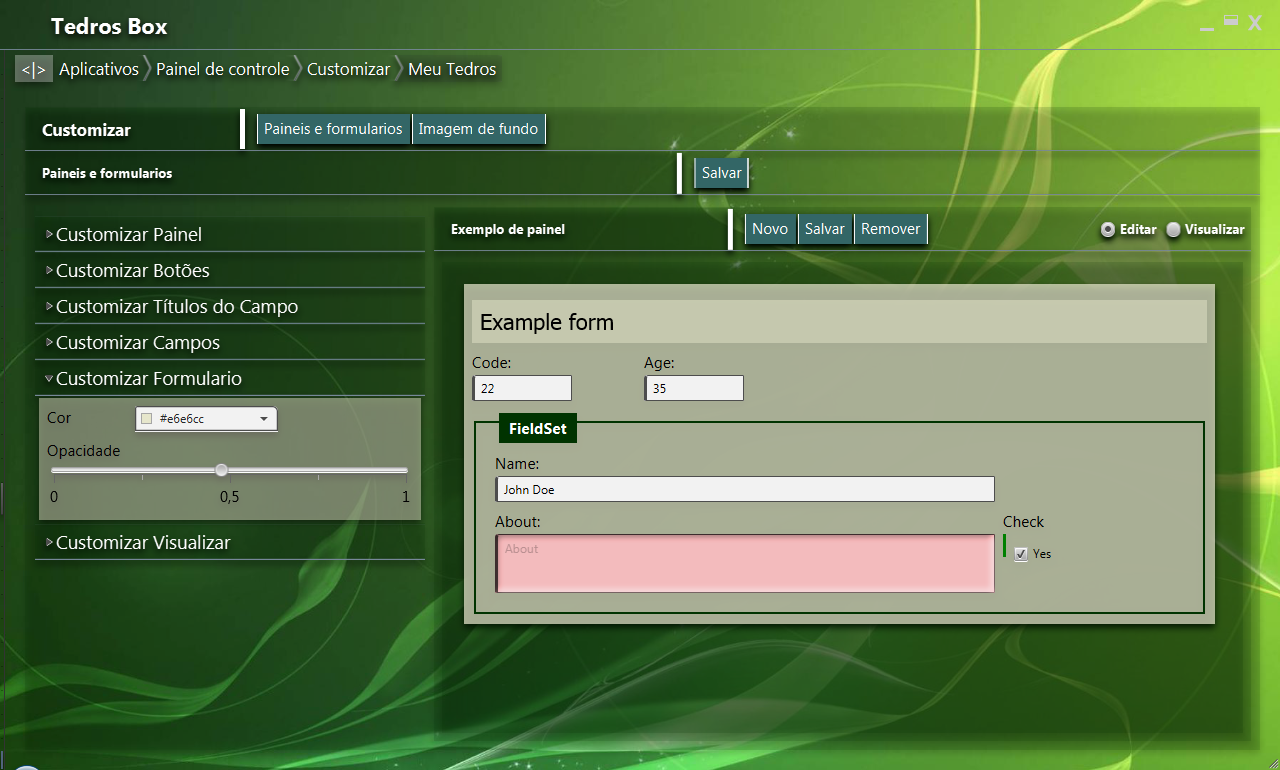 Tedros Box
<|> Aplicativos Painel de controle Customizar Meu Tedros
Customizar Paineis e formularios Imagem de fundo
Paineis e formularios Salvar
Customizar Painel
Customizar Botões
Customizar Títulos do Campo
Customizar Campos
Customizar Formulario
Cor #e6e6cc
Opacidade
0 0,5 1
Customizar Visualizar
Exemplo de painel Novo Salvar Remover Editar Visualizar
Example form
Code: Age:
22 35
FieldSet
Name:
John Doe
About: Check
About Yes